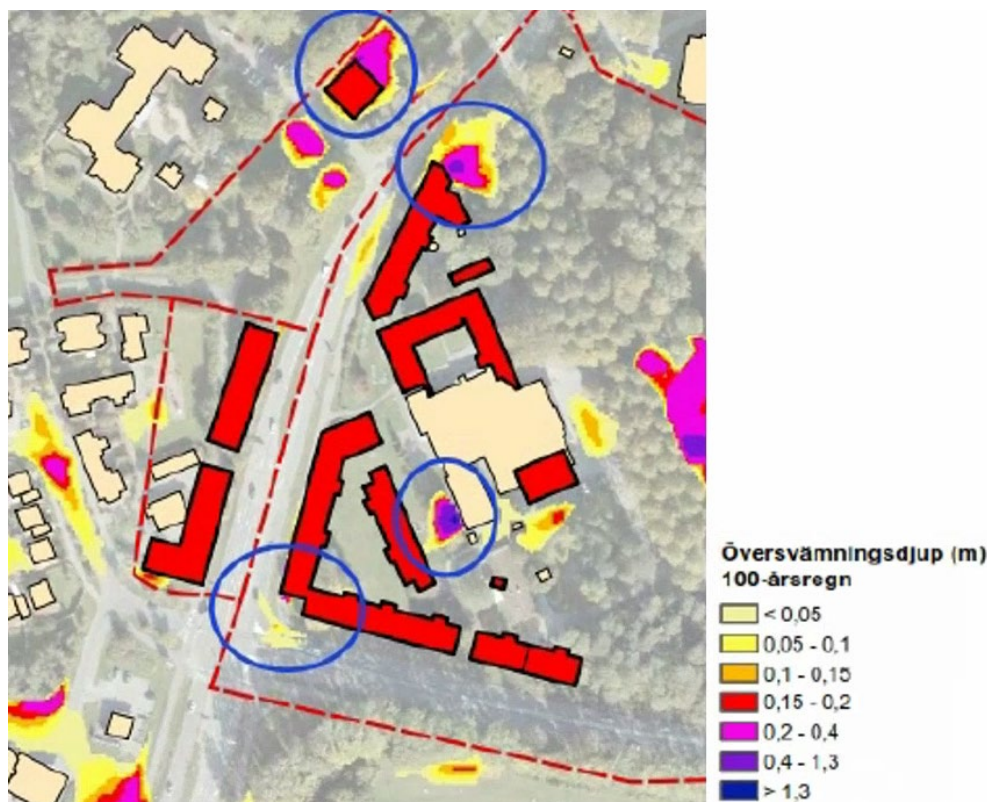 Översvämningsdjup (m)
100-årsregn
< 0,05
0,05 - 0,1
0,1 - 0,15
0,15 - 0,2
0,2 - 0,4
0,4 - 1,3
> 1,3